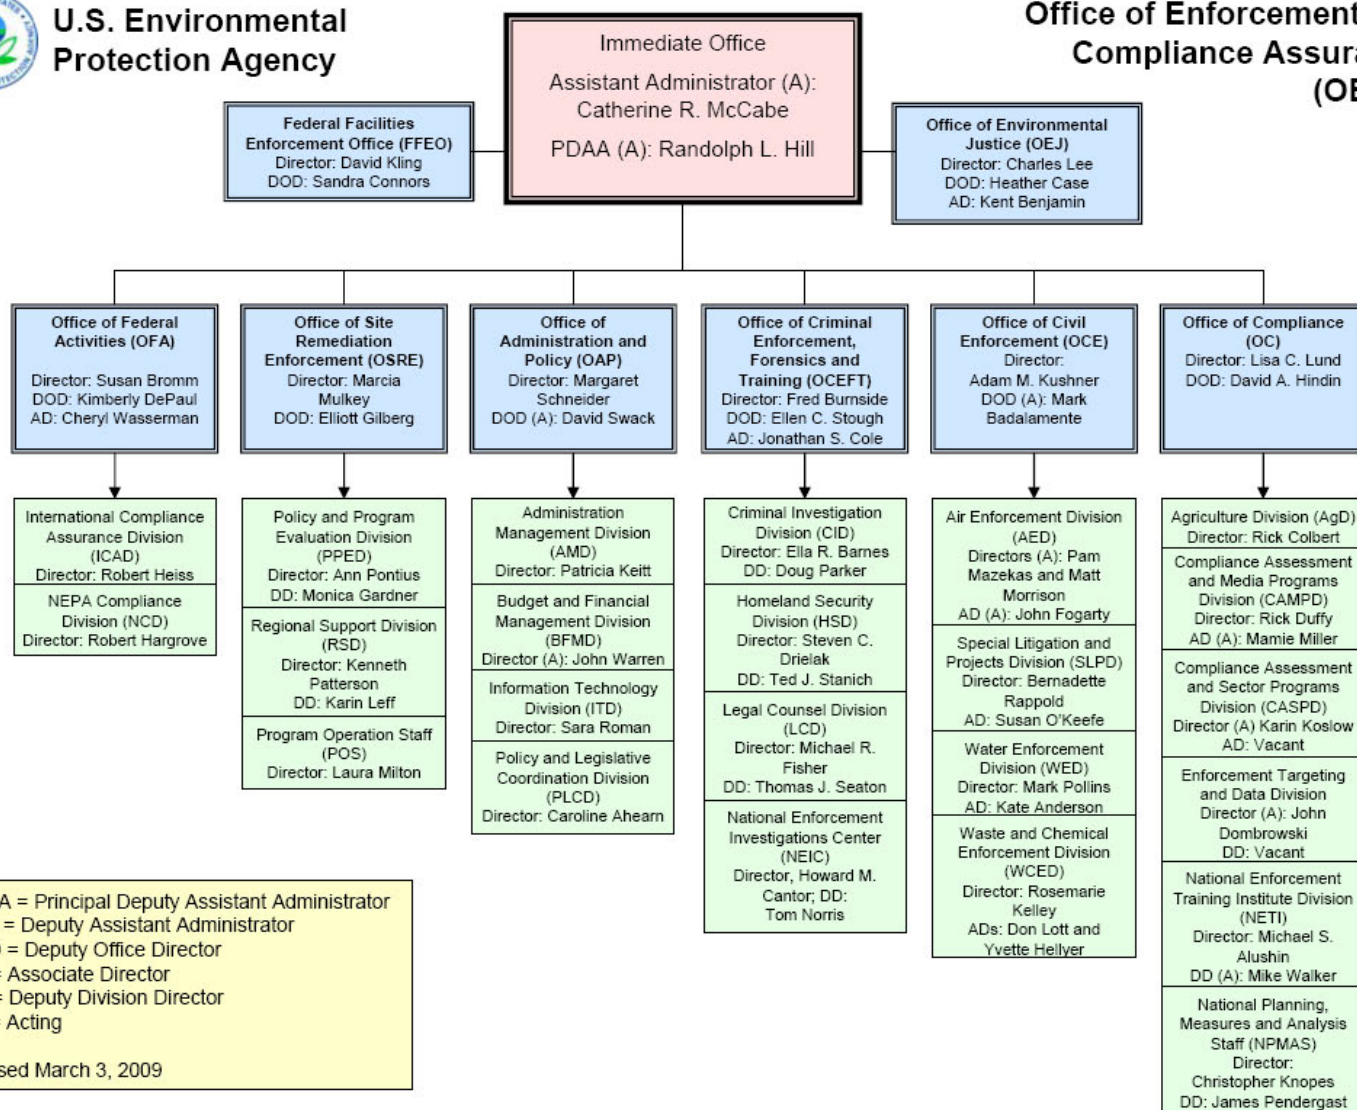 U.S. Environmental
Protection Agency
Office of Enforcement
Compliance Assura
(OE
Immediate Office
Assistant Administrator (A):
Catherine R. McCabe
PDAA (A): Randolph L. Hill
Federal Facilities
Enforcement Office (FFEO)
Director: David Kling
DOD: Sandra Connors
Office of Environmental
Justice (OEJ)
Director: Charles Lee
DOD: Heather Case
AD: Kent Benjamin
Office of Federal
Activities (OFA)
Director: Susan Bromm
DOD: Kimberly DePaul
AD: Cheryl Wasserman
Office of Site
Remediation
Enforcement (OSRE)
Director: Marcia
Mulkey
DOD: Elliott Gilberg
Office of
Administration and
Policy (OAP)
Director: Margaret
Schneider
DOD (A): David Swack
Office of Criminal
Enforcement,
Forensics and
Training (OCEFT)
Director: Fred Burnside
DOD: Ellen C. Stough
AD: Jonathan S. Cole
Office of Civil
Enforcement (OCE)
Director:
Adam M. Kushner
DOD (A): Mark
Badalamente
Office of Compliance
(OC)
Director: Lisa C. Lund
DOD: David A. Hindin
International Compliance
Assurance Division
(ICAD)
Director: Robert Heiss
NEPA Compliance
Division (NCD)
Director: Robert Hargrove
Policy and Program
Evaluation Division
(PPED)
Director: Ann Pontius
DD: Monica Gardner
Regional Support Division
(RSD)
Director: Kenneth
Patterson
DD: Karin Leff
Program Operation Staff
(POS)
Director: Laura Milton
Administration
Management Division
(AMD)
Director: Patricia Keitt
Budget and Financial
Management Division
(BFMD)
Director (A): John Warren
Information Technology
Division (ITD)
Director: Sara Roman
Policy and Legislative
Coordination Division
(PLCD)
Director: Caroline Ahearn
Criminal Investigation
Division (CID)
Director: Ella R. Barnes
DD: Doug Parker
Homeland Security
Division (HSD)
Director: Steven C.
Drielak
DD: Ted J. Stanich
Legal Counsel Division
(LCD)
Director: Michael R.
Fisher
DD: Thomas J. Seaton
National Enforcement
Investigations Center
(NEIC)
Director, Howard M.
Cantor; DD:
Tom Norris
Air Enforcement Division
(AED)
Directors (A): Pam
Mazekas and Matt
Morrison
AD (A): John Fogarty
Special Litigation and
Projects Division (SLPD)
Director: Bernadette
Rappold
AD: Susan O'Keefe
Water Enforcement
Division (WED)
Director: Mark Pollins
AD: Kate Anderson
Waste and Chemical
Enforcement Division
(WCED)
Director: Rosemarie
Kelley
ADs: Don Lott and
Yvette Hellyer
Agriculture Division (AgD)
Director: Rick Colbert
Compliance Assessment
and Media Programs
Division (CAMPD)
Director: Rick Duffy
AD (A): Mamie Miller
Compliance Assessment
and Sector Programs
Division (CASPD)
Director (A) Karin Koslow
AD: Vacant
Enforcement Targeting
and Data Division
Director (A): John
Dombrowski
DD: Vacant
National Enforcement
Training Institute Division
(NETI)
Director: Michael S.
Alushin
DD (A): Mike Walker
National Planning,
Measures and Analysis
Staff (NPMAS)
Director:
Christopher Knopes
DD: James Pendergast
A = Principal Deputy Assistant Administrator
= Deputy Assistant Administrator
= Deputy Office Director
= Associate Director
= Deputy Division Director
= Acting
sed March 3, 2009